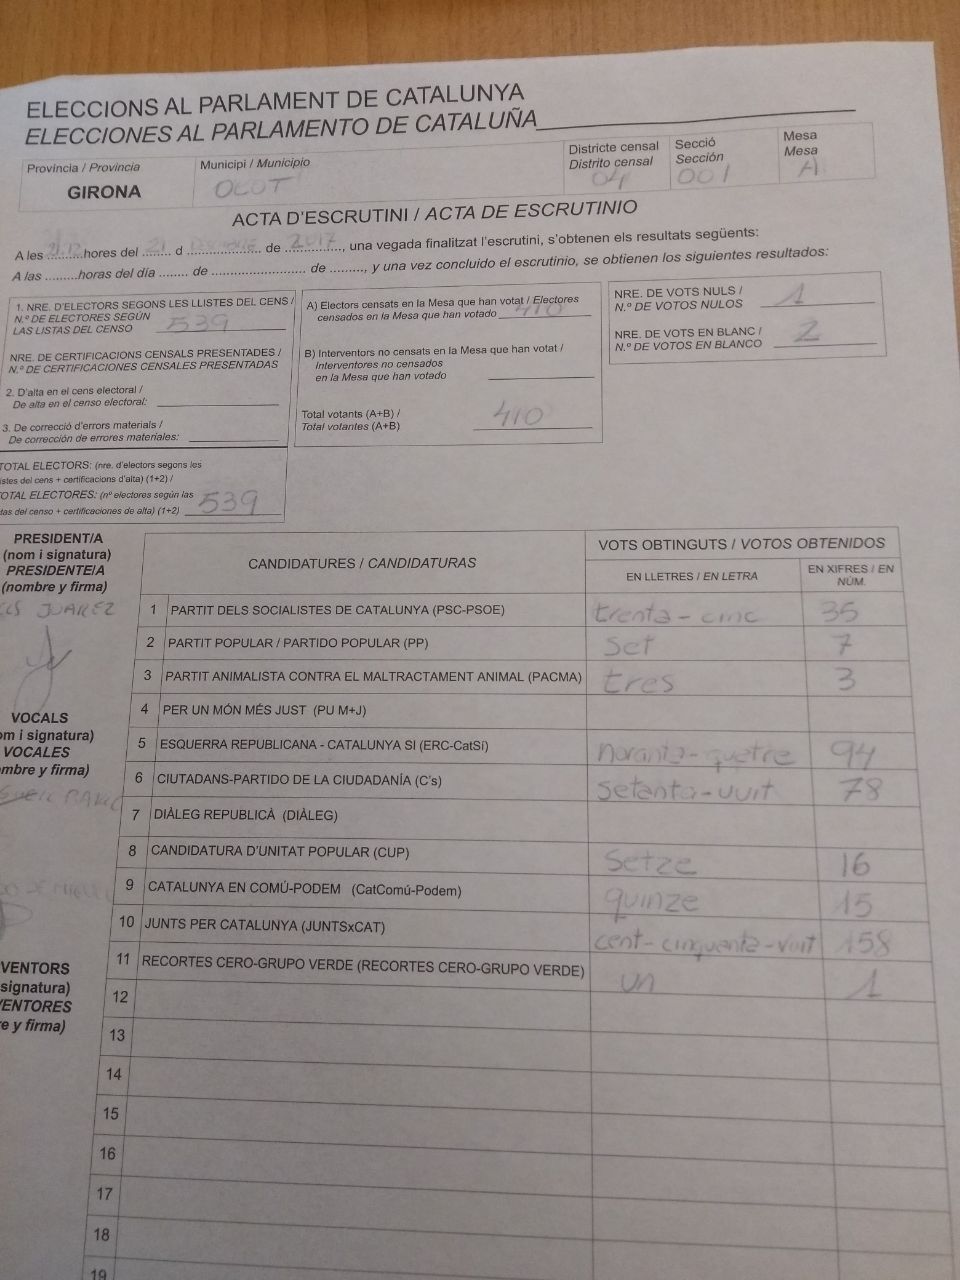 ELECCIONS AL PARLAMENT DE CATALUNYA
ELECCIONES AL PARLAMENTO DE CATALUÑA
Província / Provincia
GIRONA
Municipi / Municipio
OLOT
Districte censal
Distrito censal
04
Secció
Sección
001
Mesa
Mesa
A
ACTA D'ESCRUTINI / ACTA DE ESCRUTINIO
A les ........hores del 21 d ................... de 2017, una vegada finalitzat l'escrutini, s'obtenen els resultats següents:
A las .........horas del día ........ de .......................... de ........., y una vez concluido el escrutinio, se obtienen los siguientes resultados:
1. NRE. D'ELECTORS SEGONS LES LLISTES DEL CENS /
N.º DE ELECTORES SEGÚN
LAS LISTAS DEL CENSO 539
NRE. DE CERTIFICACIONS CENSALS PRESENTADES /
N.º DE CERTIFICACIONES CENSALES PRESENTADAS
2. D'alta en el cens electoral /
De alta en el censo electoral:
3. De correcció d'errors materials /
De corrección de errores materiales:
TOTAL ELECTORS: (nre. d'electors segons les
listes del cens + certificacions d'alta) (1+2) /
TOTAL ELECTORES: (nº electores según las
listas del censo + certificaciones de alta) (1+2) 539
A) Electors censats en la Mesa que han votat / Electores
censados en la Mesa que han votado 410
B) Interventors no censats en la Mesa que han votat /
Interventores no censados
en la Mesa que han votado
Total votants (A+B) /
Total votantes (A+B) 410
NRE. DE VOTS NULS /
N.º DE VOTOS NULOS 1
NRE. DE VOTS EN BLANC /
N.º DE VOTOS EN BLANCO 2
PRESIDENT/A
(nom i signatura)
PRESIDENTE/A
(nombre y firma)
JUAREZ
VOCALS
om i signatura)
VOCALES
mbre y firma)
VENTORS
signatura)
VENTORES
e y firma)
CANDIDATURES / CANDIDATURAS
VOTS OBTINGUTS / VOTOS OBTENIDOS
EN LLETRES / EN LETRA
EN XIFRES / EN
NÚM.
1 PARTIT DELS SOCIALISTES DE CATALUNYA (PSC-PSOE) trenta-cinc 35
2 PARTIT POPULAR / PARTIDO POPULAR (PP) Set 7
3 PARTIT ANIMALISTA CONTRA EL MALTRACTAMENT ANIMAL (PACMA) tres 3
4 PER UN MÓN MÉS JUST (PU M+J)
5 ESQUERRA REPUBLICANA - CATALUNYA SI (ERC-CatSí) noranta-quetre 94
6 CIUTADANS-PARTIDO DE LA CIUDADANÍA (C's) setanta-vuit 78
7 DIÀLEG REPUBLICÀ (DIÀLEG)
8 CANDIDATURA D'UNITAT POPULAR (CUP) Setze 16
9 CATALUNYA EN COMÚ-PODEM (CatComú-Podem) quinze 15
10 JUNTS PER CATALUNYA (JUNTSxCAT) cent-cinquanta-vuit 158
11 RECORTES CERO-GRUPO VERDE (RECORTES CERO-GRUPO VERDE) un 1
12
13
14
15
16
17
18
19